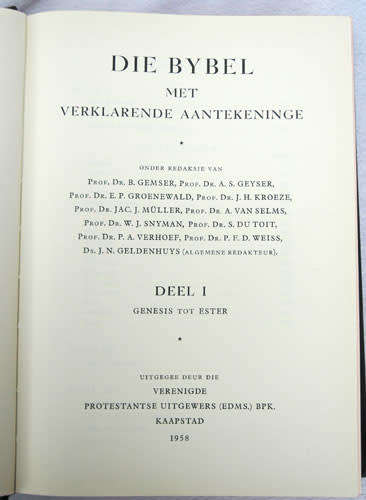 DIE BYBEL
MET
VERKLARENDE AANTEKENINGE
*
ONDER REDAKSIE VAN
PROF. DR. B. GEMSER, PROF. DR. A. S. GEYSER,
PROF. DR. E. P. GROENEWALD, PROF. DR. J. H. KROEZE,
PROF. DR. JAC. J. MÜLLER, PROF. DR. A. VAN SELMS,
PROF. DR. W. J. SNYMAN, PROF. DR. S. DU TOIT,
PROF. DR. P. A. VERHOEF, PROF. DR. P. F. D. WEISS,
DS. J. N. GELDENHUYS (ALGEMENE REDAKTEUR).
DEEL I
GENESIS TOT ESTER
*
UITGEGEE DEUR DIE
VERENIGDE
PROTESTANTSE UITGEWERS (EDMS.) BPK.
KAAPSTAD
1958